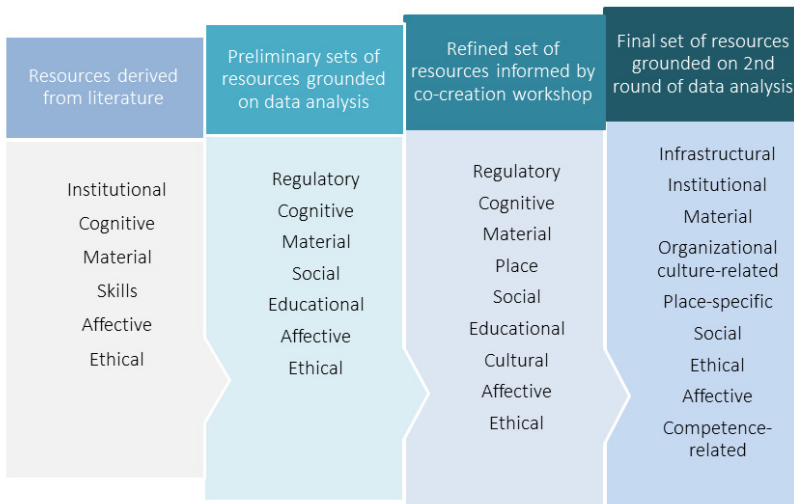 Resources derived
from literature
Institutional
Cognitive
Material
Skills
Affective
Ethical
Preliminary sets of
resources grounded
on data analysis
Regulatory
Cognitive
Material
Social
Educational
Affective
Ethical
Refined set of
resources informed by
co-creation workshop
Regulatory
Cognitive
Material
Place
Social
Educational
Cultural
Affective
Ethical
Final set of resources
grounded on 2nd
round of data analysis
Infrastructural
Institutional
Material
Organizational
culture-related
Place-specific
Social
Ethical
Affective
Competence-
related